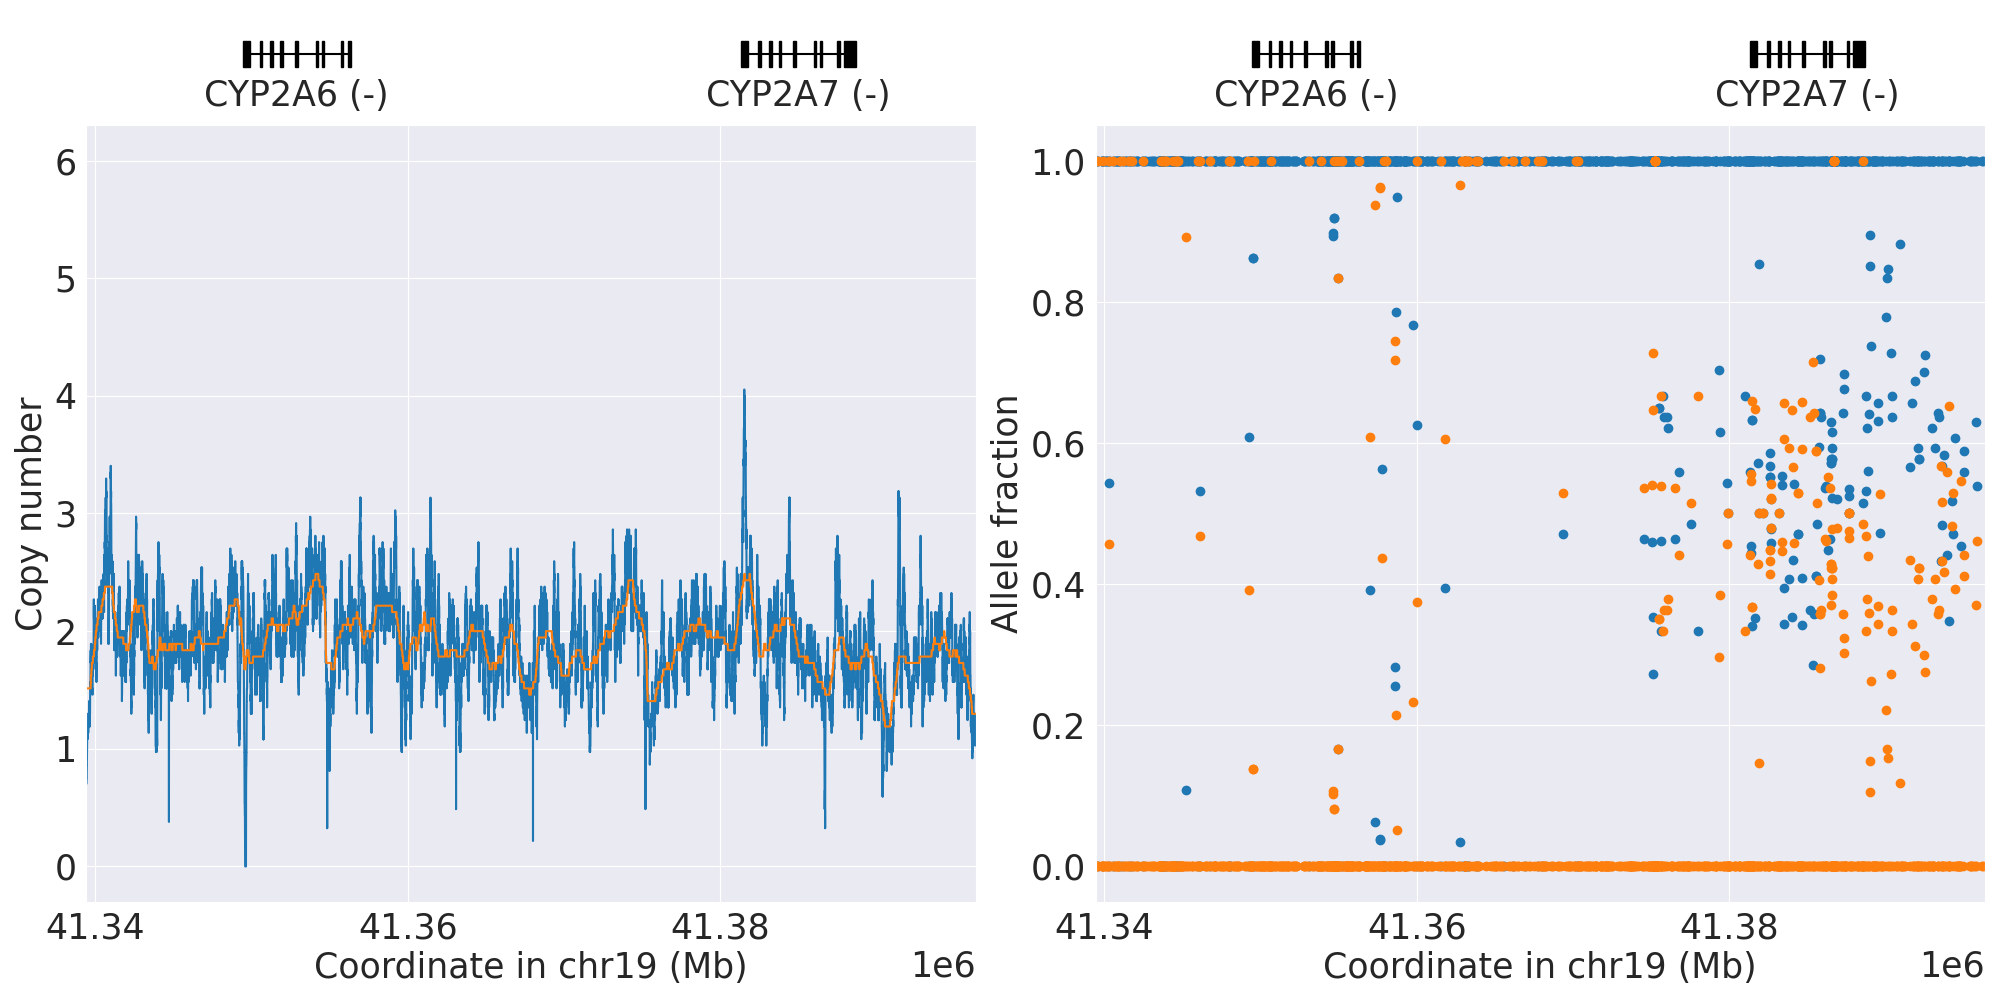 CYP2A6 (-)
CYP2A7 (-)
CYP2A6 (-)
CYP2A7 (-)
6
5
4
3
2
1
0
Copy number
41.34
41.36
41.38
Coordinate in chr19 (Mb)
1e6
1.0
0.8
0.6
0.4
0.2
0.0
Allele fraction
41.34
41.36
41.38
Coordinate in chr19 (Mb)
1e6